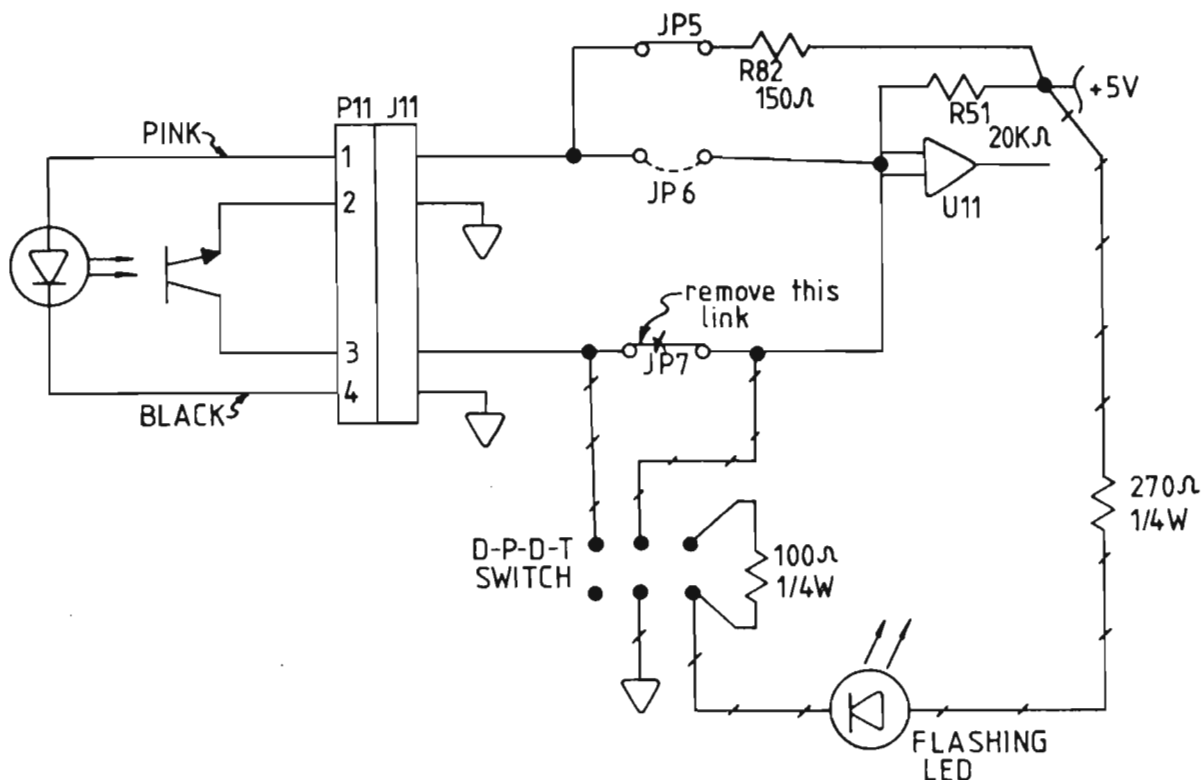 JP5
R82
150Ω
+5V
R51
20KΩ
P11 J11
PINK
1
JP6
U11
2
remove this
link
3
JP7
4
BLACK
270Ω
1/4W
D-P-D-T
SWITCH
100Ω
1/4W
FLASHING
LED